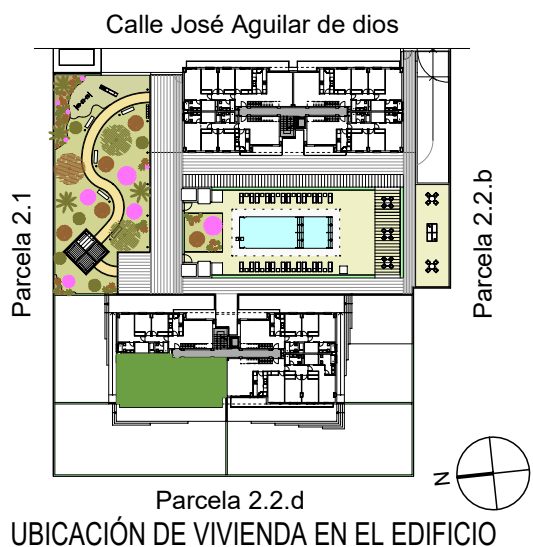 Calle José Aguilar de dios
Parcela 2.1
Parcela 2.2.b
N
Parcela 2.2.d
UBICACIÓN DE VIVIENDA EN EL EDIFICIO